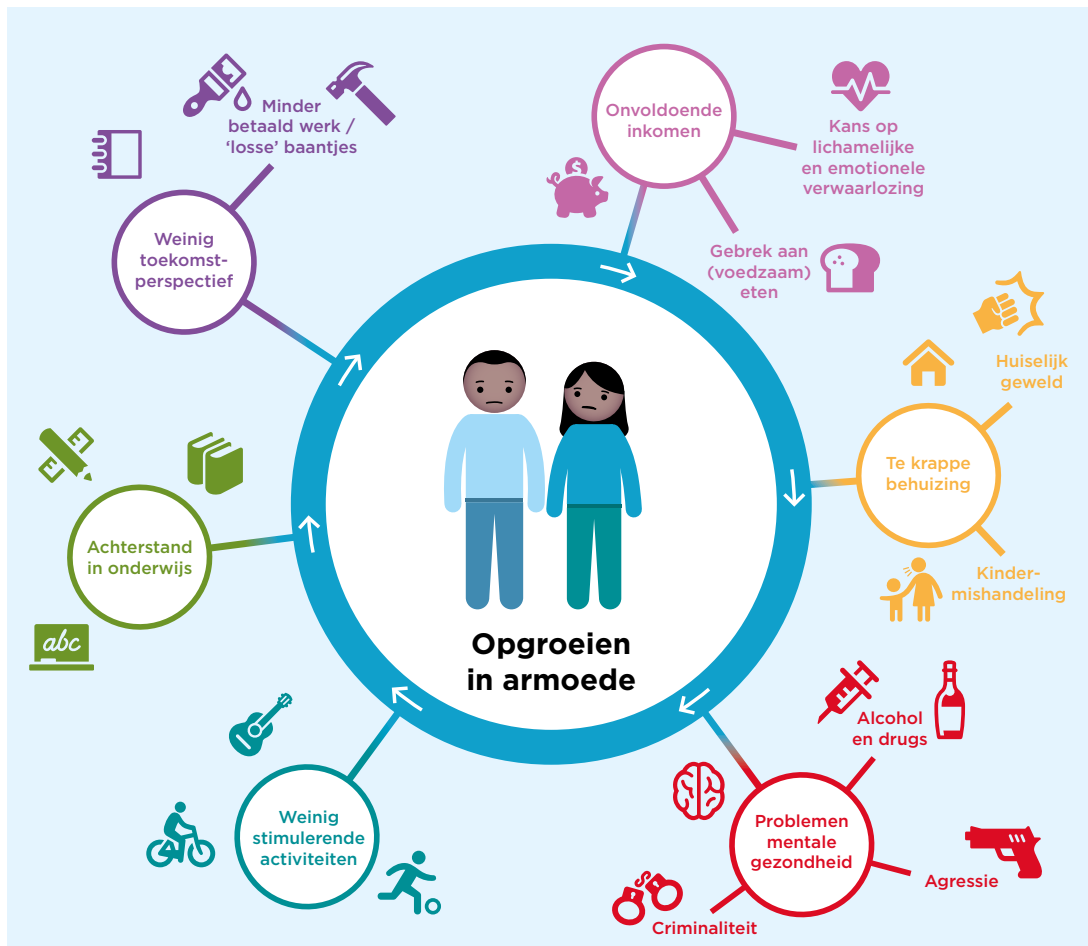 Opgroeien
in armoede
Onvoldoende
inkomen
$
Kans op
lichamelijke
en emotionele
verwaarlozing
Gebrek aan
(voedzaam)
eten
Te krappe
behuizing
Huiselijk
geweld
Kinder-
mishandeling
Problemen
mentale
gezondheid
Alcohol
en drugs
Agressie
Criminaliteit
Weinig
stimulerende
activiteiten
Achterstand
in onderwijs
abc
Weinig
toekomst-
perspectief
Minder
betaald werk /
‘losse’ baantjes